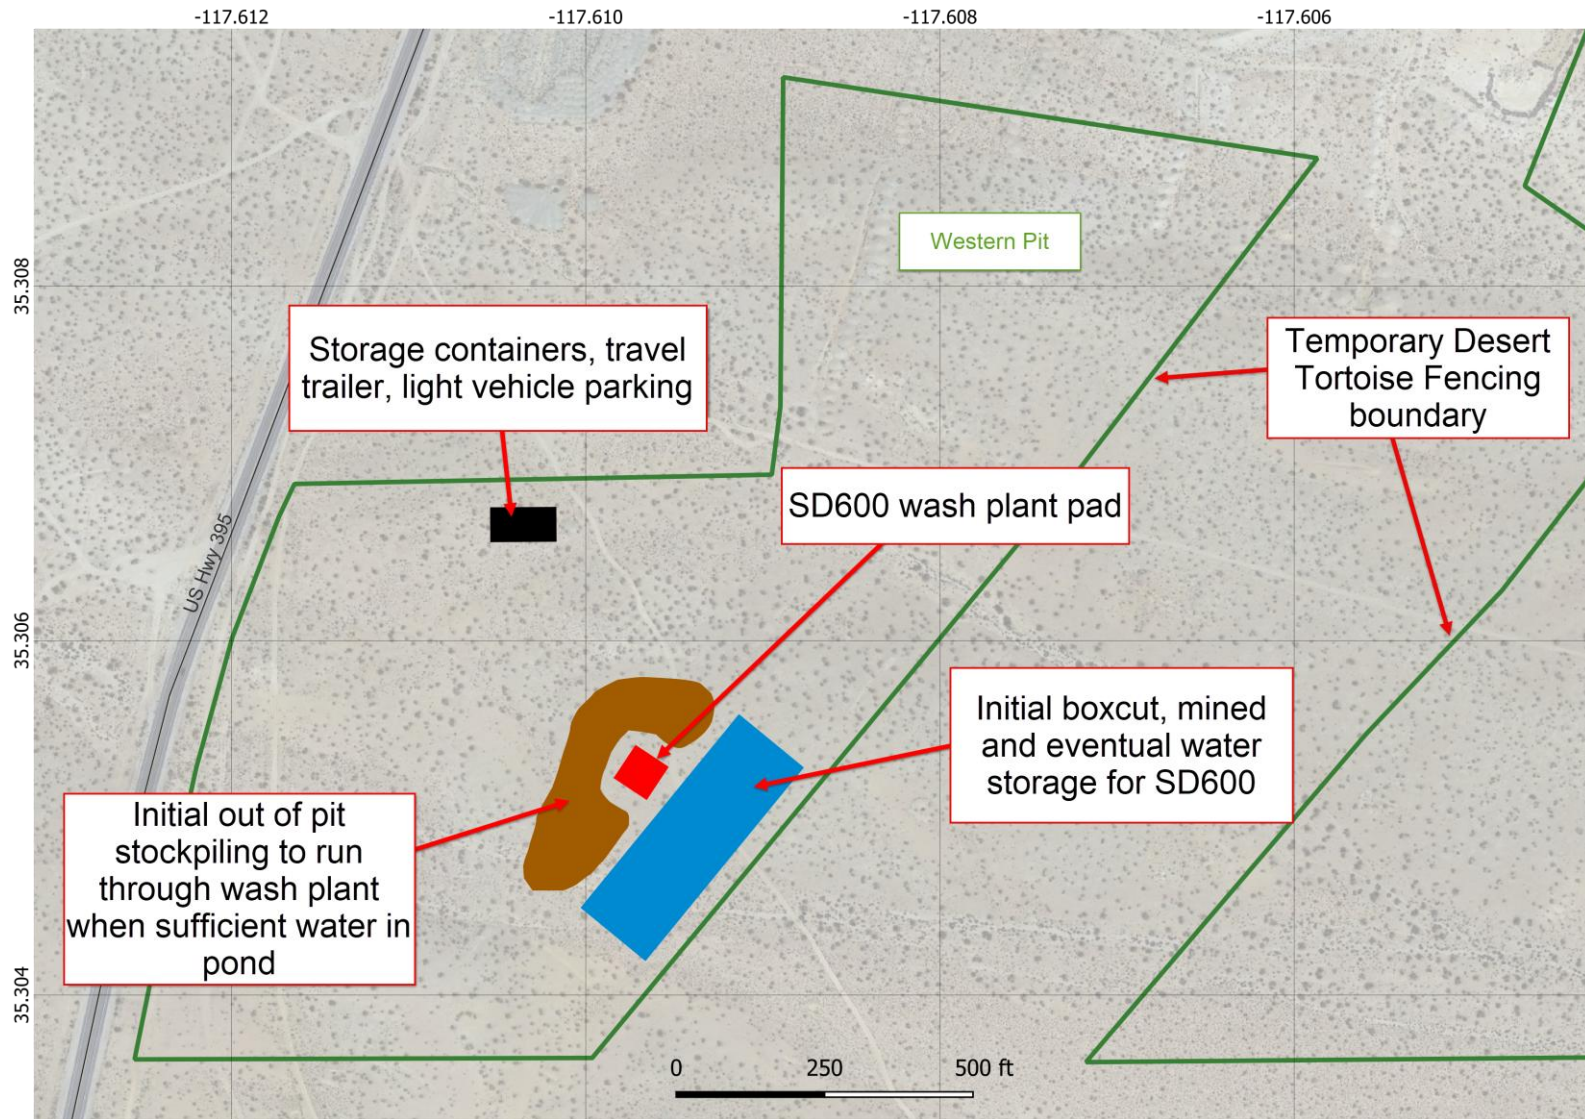 -117.612
-117.610
-117.608
-117.606
Western Pit
35.308
Storage containers, travel
trailer, light vehicle parking
Temporary Desert
Tortoise Fencing
boundary
SD600 wash plant pad
US Hwy 395
35.306
Initial boxcut, mined
and eventual water
storage for SD600
Initial out of pit
stockpiling to run
through wash plant
when sufficient water in
pond
35.304
0 250 500 ft